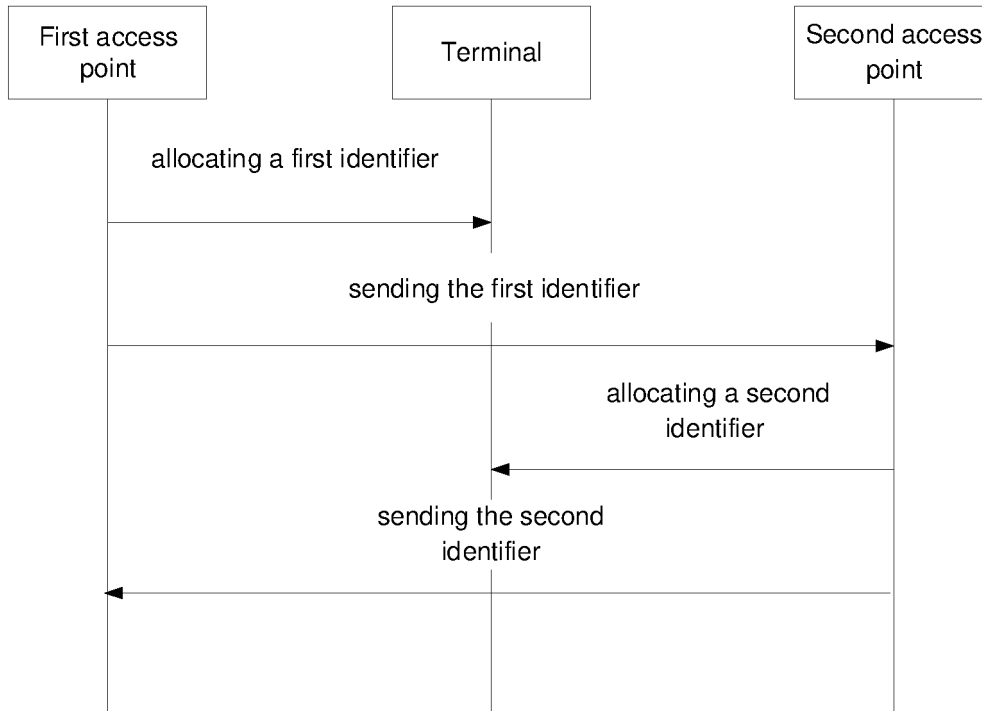 First access
point
Terminal
Second access
point
allocating a first identifier
sending the first identifier
allocating a second
identifier
sending the second
identifier